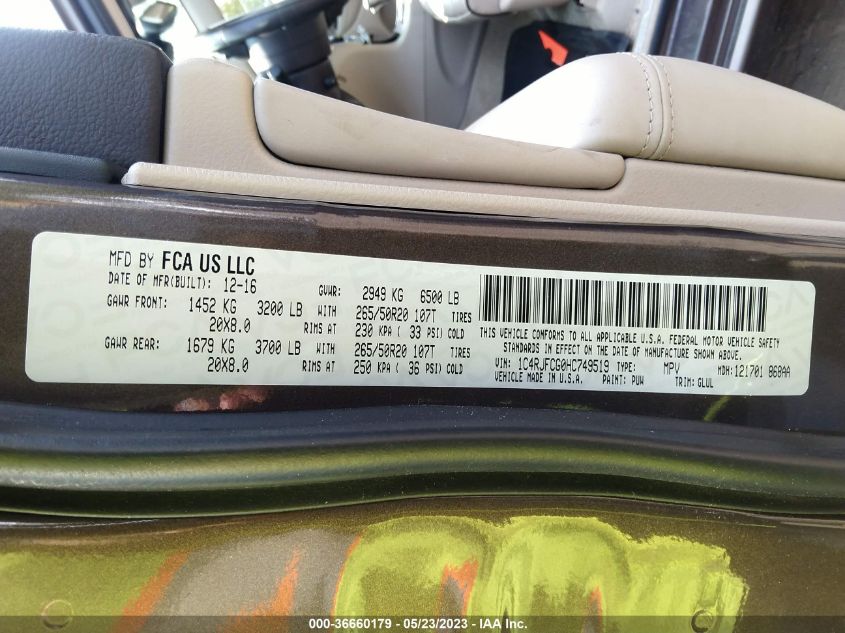 MFD BY FCA US LLC
DATE OF MFR(BUILT): 12-16 GVWR: 2949 KG 6500 LB
GAWR FRONT: 1452 KG 3200 LB WITH 265/50R20 107T TIRES
20X8.0 RIMS AT 230 KPA ( 33 PSI) COLD
GAWR REAR: 1679 KG 3700 LB WITH 265/50R20 107T TIRES
20X8.0 RIMS AT 250 KPA ( 36 PSI) COLD
THIS VEHICLE CONFORMS TO ALL APPLICABLE U.S.A. FEDERAL MOTOR VEHICLE SAFETY
STANDARDS IN EFFECT ON THE DATE OF MANUFACTURE SHOWN ABOVE.
VIN: 1C4RJFCG0HC749519 TYPE: MPV MDH:121701 868AA
VEHICLE MADE IN U.S.A. PAINT: PUW TRIM: GLUL
000-36660179 - 05/23/2023 - IAA Inc.